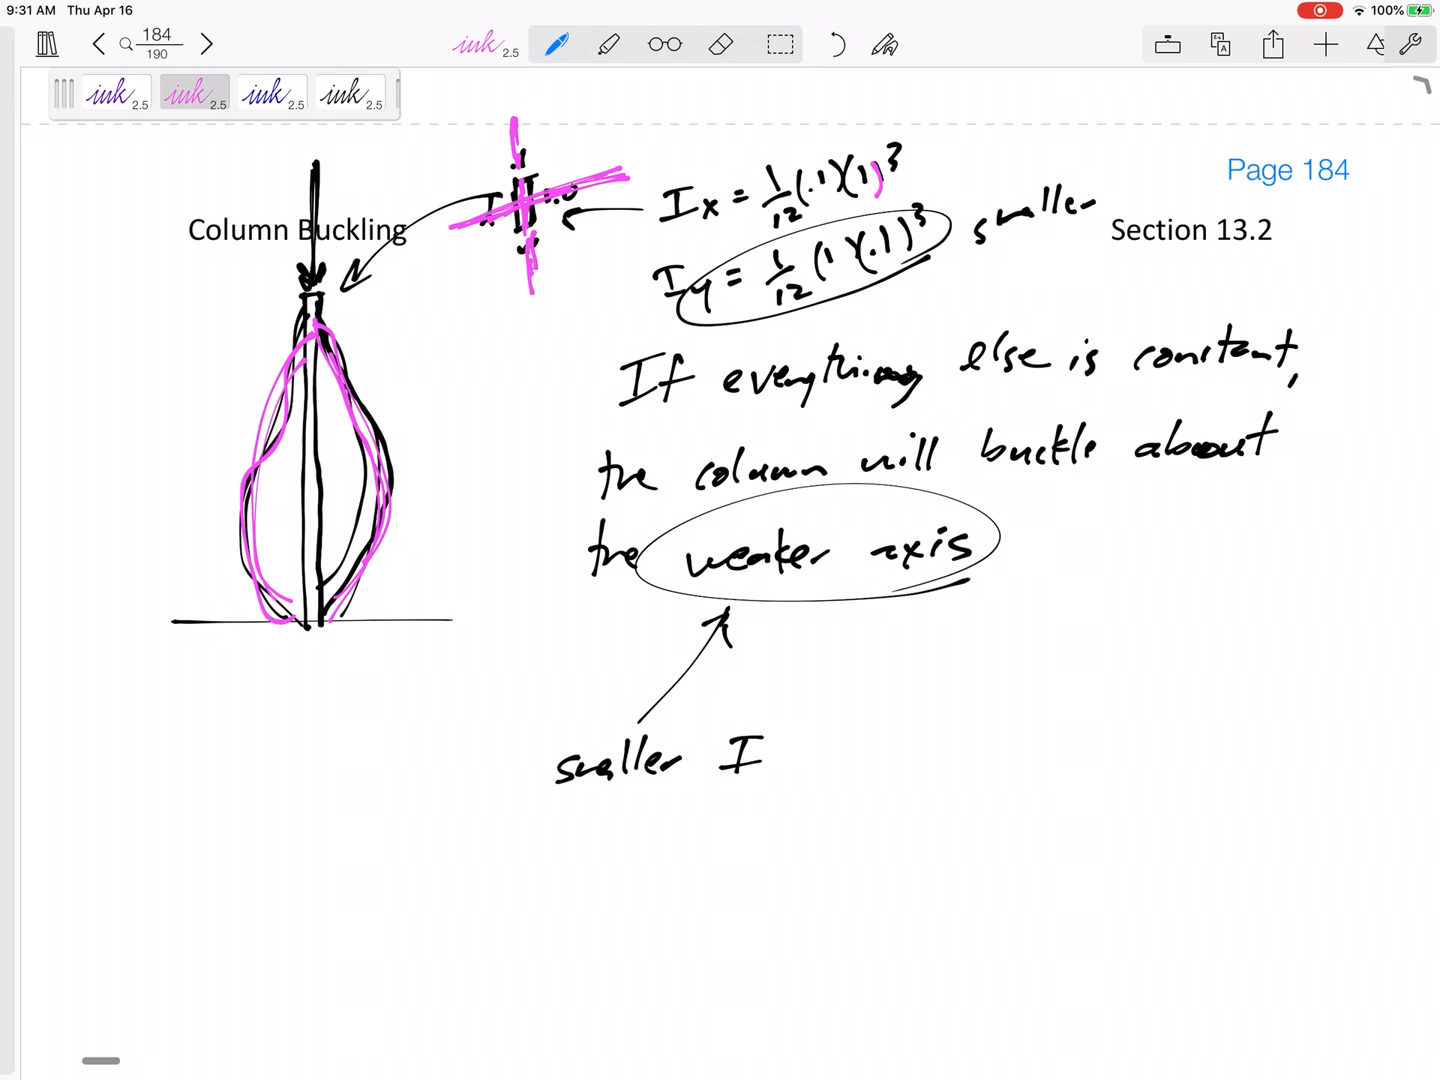 9:31 AM Thu Apr 16
100%
184
190
ink 2.5
ink 2.5
ink 2.5
ink 2.5
ink 2.5
Page 184
Column Buckling
Section 13.2
Ix = 1/12 (.1)(1)³
Iy = 1/12 (1)(.1)³ smaller
If everything else is constant,
the column will buckle about
the weaker axis
smaller I